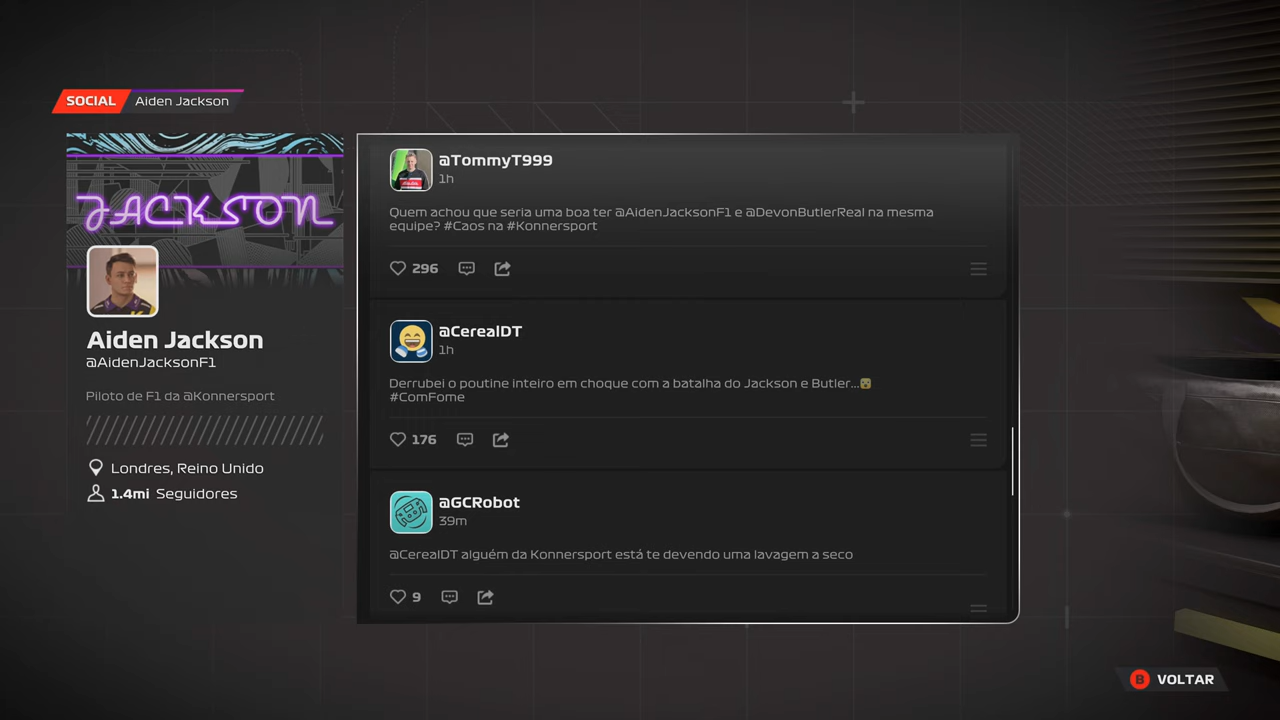 SOCIAL Aiden Jackson
JACKSON
Aiden Jackson
@AidenJacksonF1
Piloto de F1 da @Konnersport
Londres, Reino Unido
1.4mi Seguidores
@TommyT999
1h
Quem achou que seria uma boa ter @AidenJacksonF1 e @DevonButlerReal na mesma
equipe? #Caos na #Konnersport
296
@CerealDT
1h
Derrubei o poutine inteiro em choque com a batalha do Jackson e Butler...😮
#ComFome
176
@GCRobot
39m
@CerealDT alguém da Konnersport está te devendo uma lavagem a seco
9
B VOLTAR